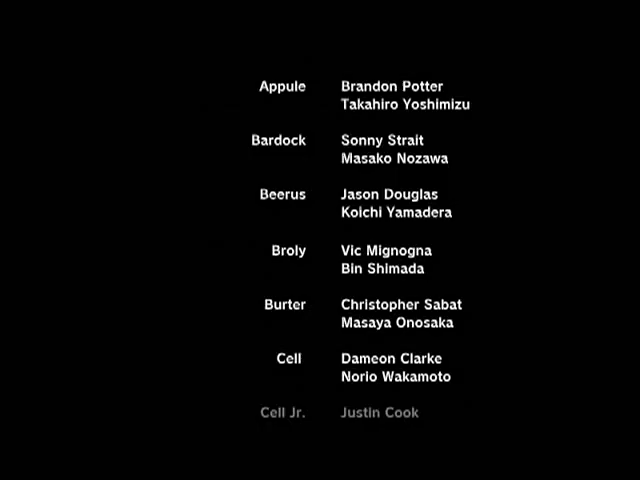 Appule Brandon Potter
Takahiro Yoshimizu
Bardock Sonny Strait
Masako Nozawa
Beerus Jason Douglas
Koichi Yamadera
Broly Vic Mignogna
Bin Shimada
Burter Christopher Sabat
Masaya Onosaka
Cell Dameon Clarke
Norio Wakamoto
Cell Jr. Justin Cook